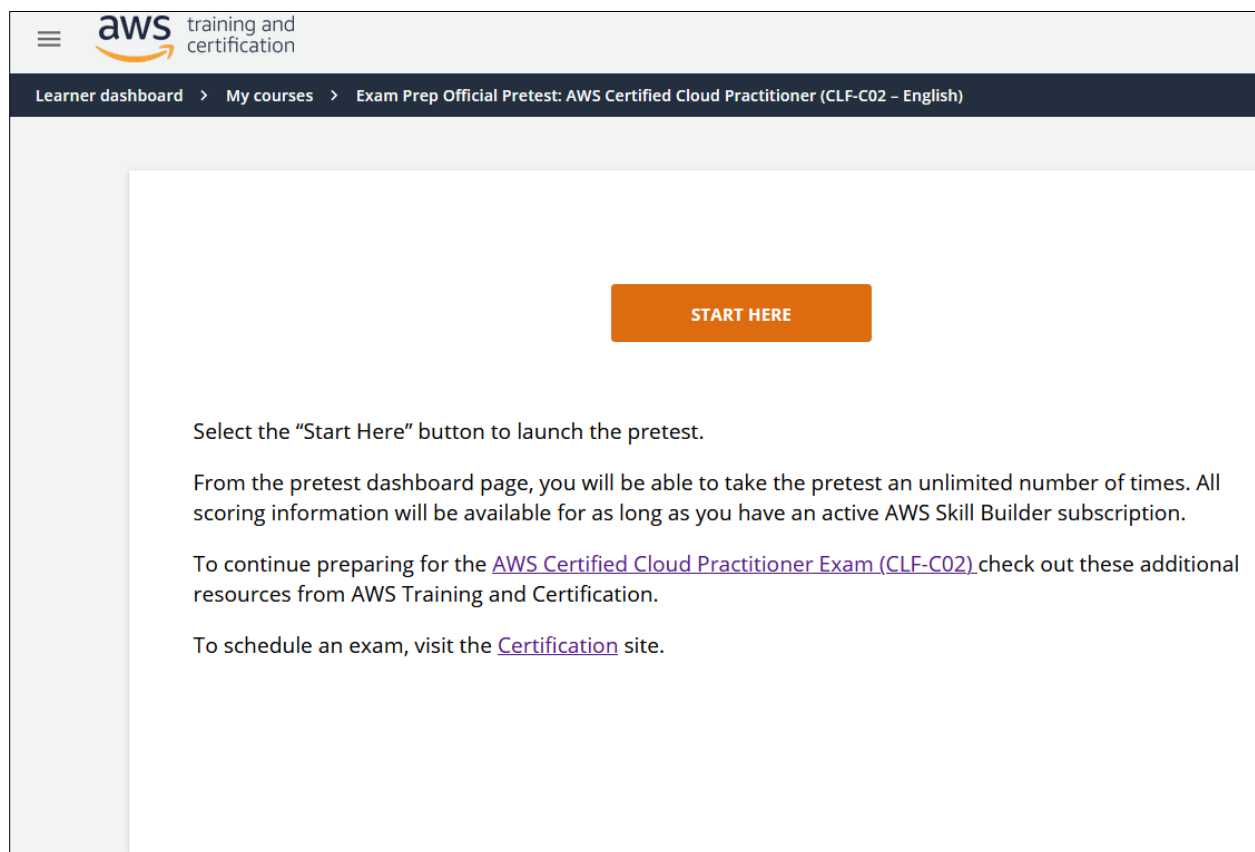 aws training and
certification
Learner dashboard > My courses > Exam Prep Official Pretest: AWS Certified Cloud Practitioner (CLF-C02 – English)
START HERE
Select the “Start Here” button to launch the pretest.
From the pretest dashboard page, you will be able to take the pretest an unlimited number of times. All
scoring information will be available for as long as you have an active AWS Skill Builder subscription.
To continue preparing for the AWS Certified Cloud Practitioner Exam (CLF-C02) check out these additional
resources from AWS Training and Certification.
To schedule an exam, visit the Certification site.